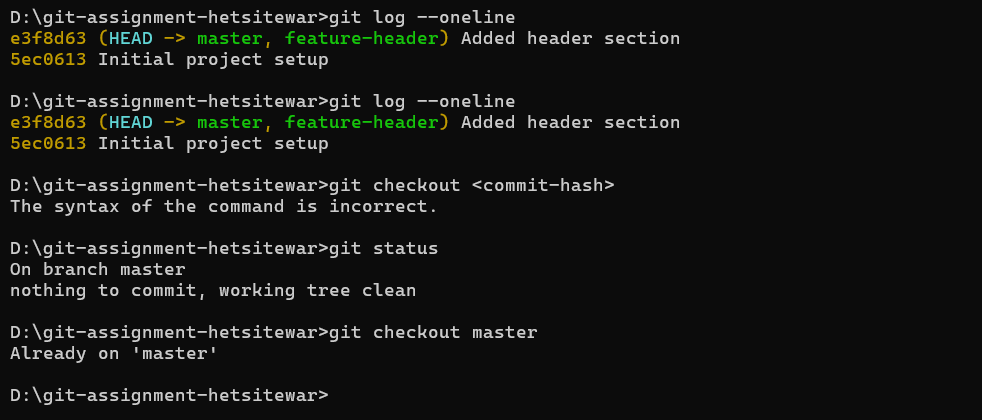 D:\git-assignment-hetsitewar>git log --oneline
e3f8d63 (HEAD -> master, feature-header) Added header section
5ec0613 Initial project setup
D:\git-assignment-hetsitewar>git log --oneline
e3f8d63 (HEAD -> master, feature-header) Added header section
5ec0613 Initial project setup
D:\git-assignment-hetsitewar>git checkout <commit-hash>
The syntax of the command is incorrect.
D:\git-assignment-hetsitewar>git status
On branch master
nothing to commit, working tree clean
D:\git-assignment-hetsitewar>git checkout master
Already on 'master'
D:\git-assignment-hetsitewar>